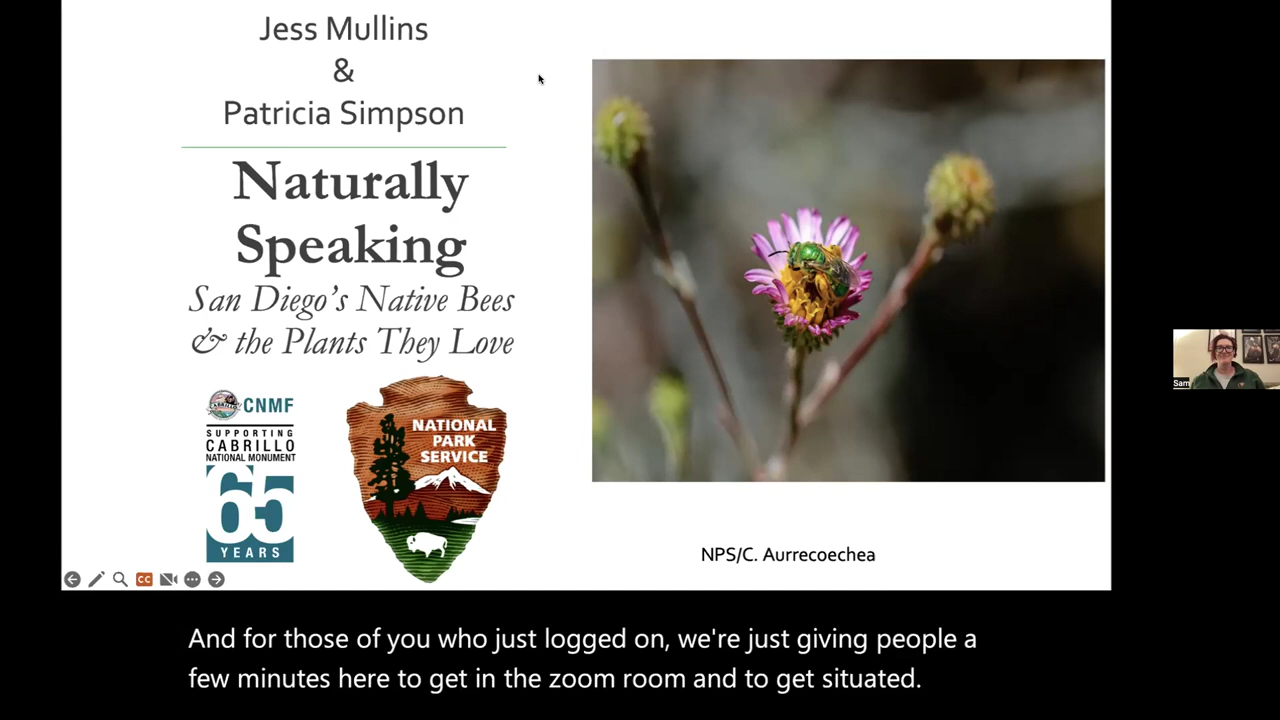 Jess Mullins
&
Patricia Simpson
Naturally
Speaking
San Diego's Native Bees
& the Plants They Love
CNMF
SUPPORTING
CABRILLO
NATIONAL MONUMENT
65
YEARS
NATIONAL
PARK
SERVICE
NPS/C. Aurrecoechea
CC
Sam
And for those of you who just logged on, we're just giving people a
few minutes here to get in the zoom room and to get situated.